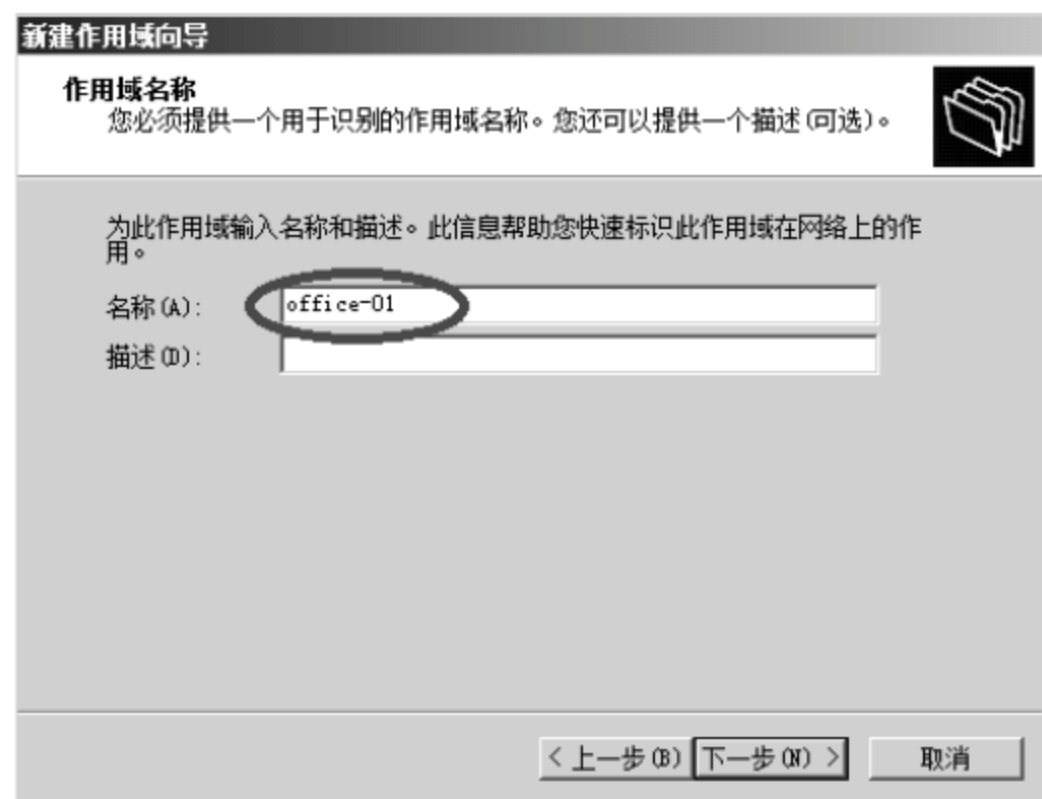 新建作用域向导
作用域名称
您必须提供一个用于识别的作用域名称。您还可以提供一个描述(可选)。
为此作用域输入名称和描述。此信息帮助您快速标识此作用域在网络上的作
用。
名称(A): office-01
描述(D):
< 上一步(B) 下一步(N) > 取消